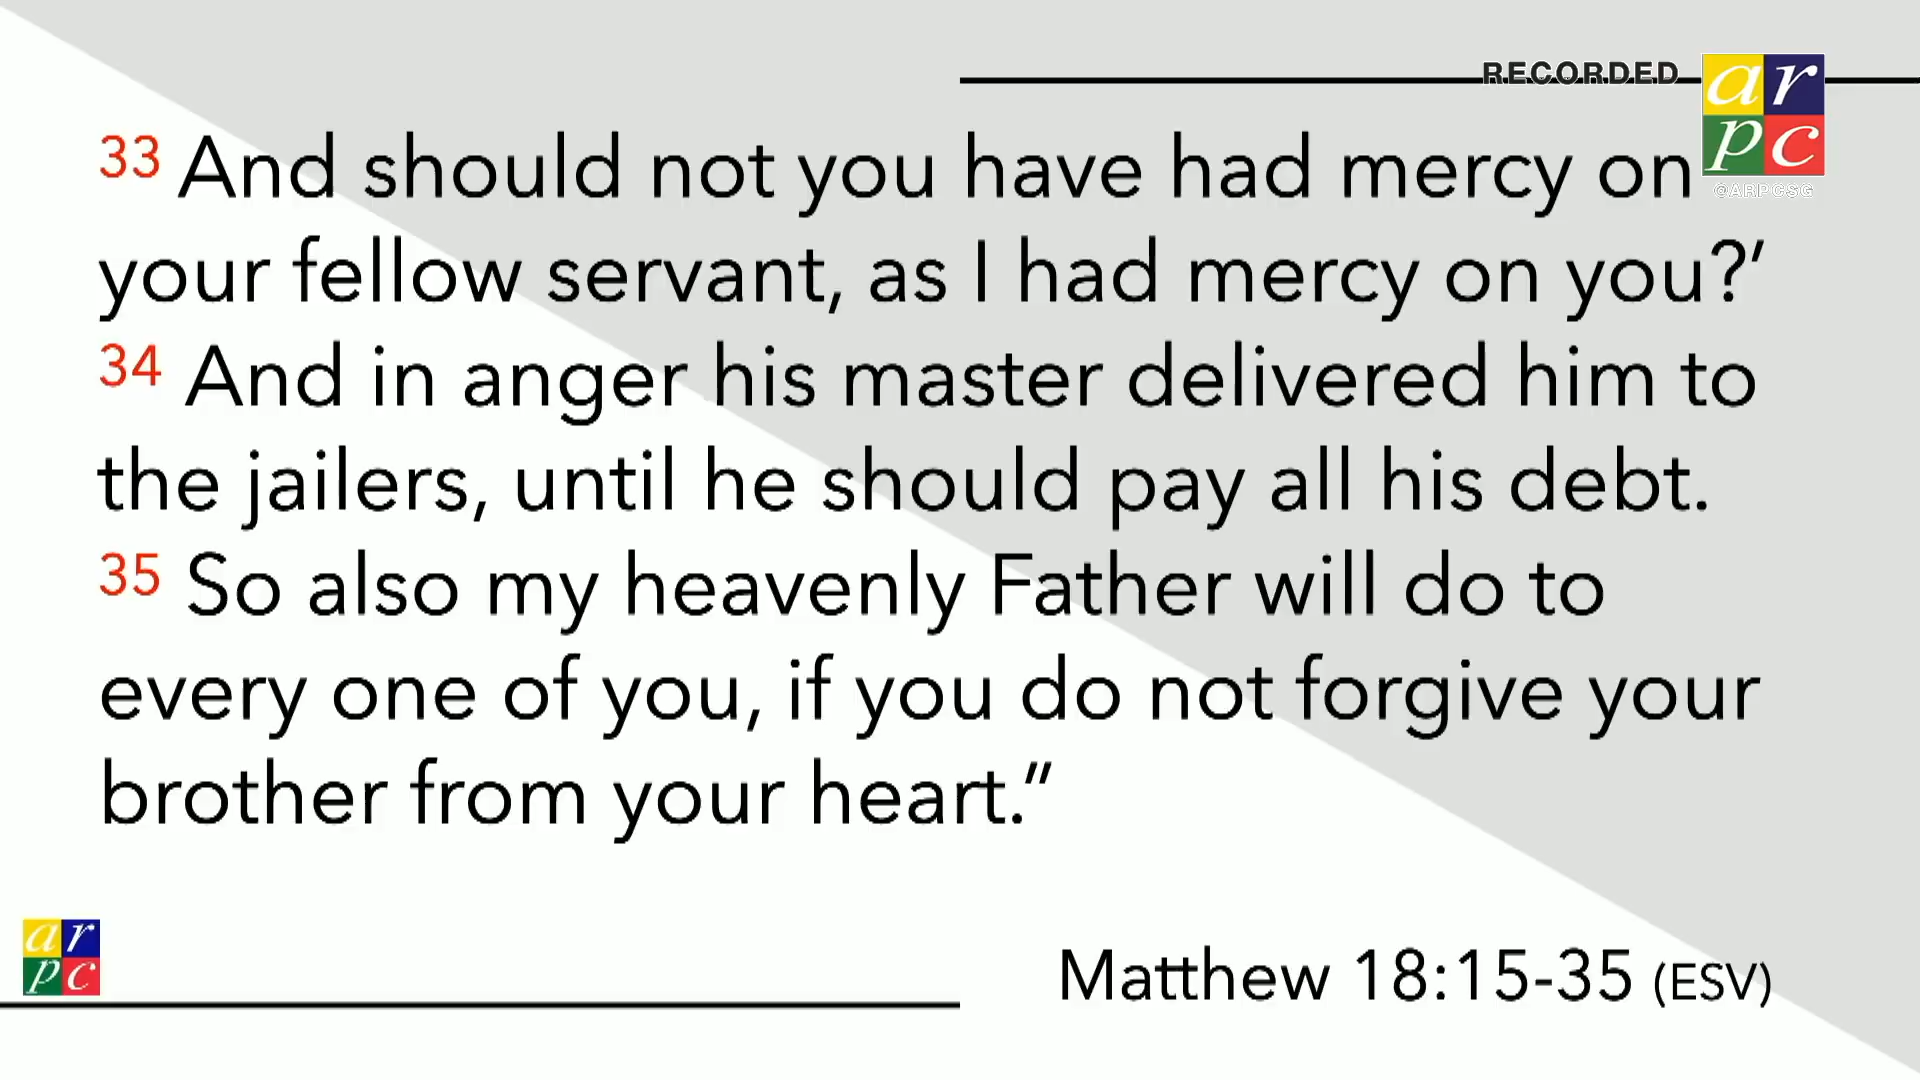 RECORDED
ar
pc
@ARPCSG
33 And should not you have had mercy on
your fellow servant, as I had mercy on you?’
34 And in anger his master delivered him to
the jailers, until he should pay all his debt.
35 So also my heavenly Father will do to
every one of you, if you do not forgive your
brother from your heart.”
ar
pc
Matthew 18:15-35 (ESV)